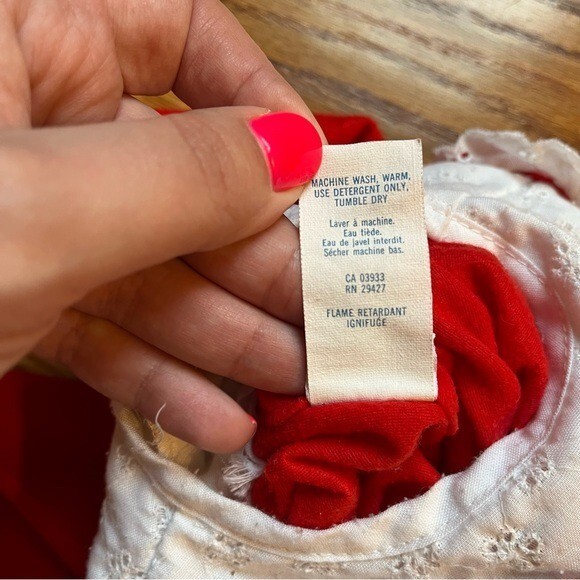 MACHINE WASH, WARM,
USE DETERGENT ONLY,
TUMBLE DRY
Laver à machine.
Eau tiède.
Eau de javel interdit.
Sécher machine bas.
CA 03933
RN 29427
FLAME RETARDANT
IGNIFUGE